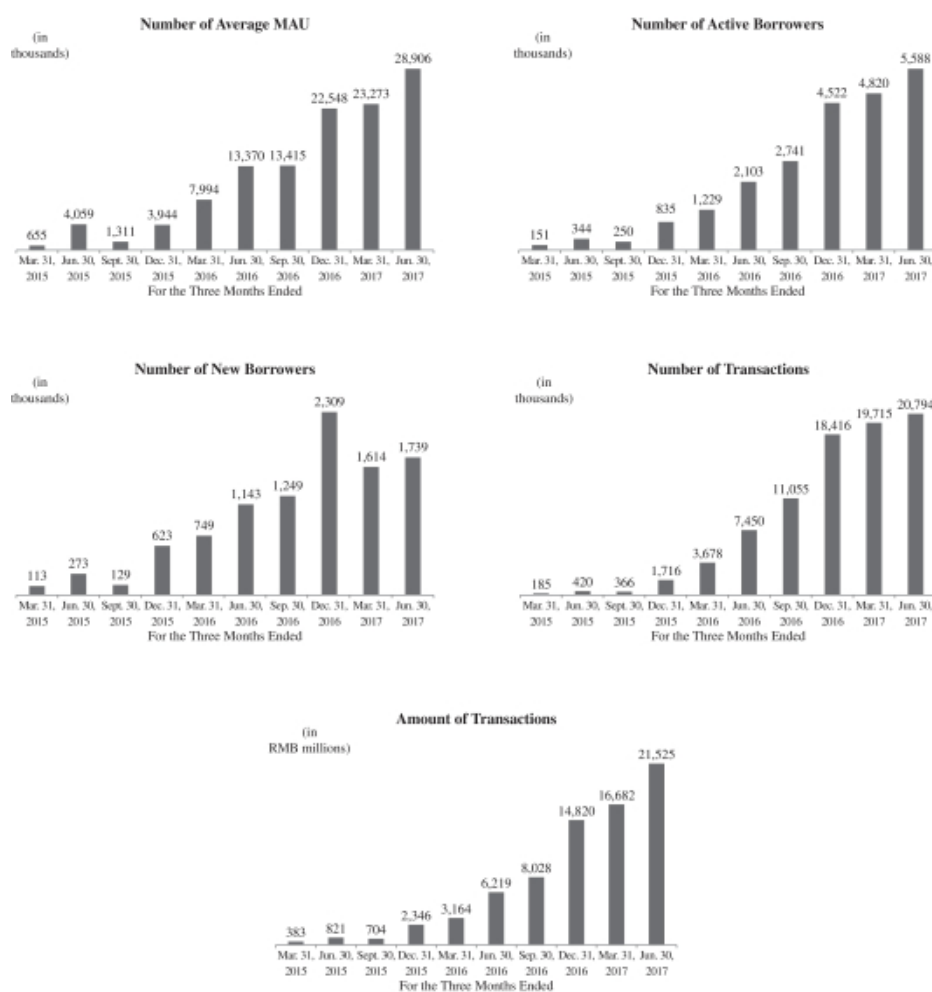 Number of Average MAU
(in
thousands)
655
4,059
1,311
3,944
7,994
13,370
13,415
22,548
23,273
28,906
Mar. 31, Jun. 30, Sept. 30, Dec. 31, Mar. 31, Jun. 30, Sep. 30, Dec. 31, Mar. 31, Jun. 30,
2015 2015 2015 2015 2016 2016 2016 2016 2017 2017
For the Three Months Ended
Number of Active Borrowers
(in
thousands)
151
344
250
835
1,229
2,103
2,741
4,522
4,820
5,588
Mar. 31, Jun. 30, Sept. 30, Dec. 31, Mar. 31, Jun. 30, Sep. 30, Dec. 31, Mar. 31, Jun. 30,
2015 2015 2015 2015 2016 2016 2016 2016 2017 2017
For the Three Months Ended
Number of New Borrowers
(in
thousands)
113
273
129
623
749
1,143
1,249
2,309
1,614
1,739
Mar. 31, Jun. 30, Sept. 30, Dec. 31, Mar. 31, Jun. 30, Sep. 30, Dec. 31, Mar. 31, Jun. 30,
2015 2015 2015 2015 2016 2016 2016 2016 2017 2017
For the Three Months Ended
Number of Transactions
(in
thousands)
185
420
366
1,716
3,678
7,450
11,055
18,416
19,715
20,794
Mar. 31, Jun. 30, Sept. 30, Dec. 31, Mar. 31, Jun. 30, Sep. 30, Dec. 31, Mar. 31, Jun. 30,
2015 2015 2015 2015 2016 2016 2016 2016 2017 2017
For the Three Months Ended
Amount of Transactions
(in
RMB millions)
383
821
704
2,346
3,164
6,219
8,028
14,820
16,682
21,525
Mar. 31, Jun. 30, Sept. 30, Dec. 31, Mar. 31, Jun. 30, Sep. 30, Dec. 31, Mar. 31, Jun. 30,
2015 2015 2015 2015 2016 2016 2016 2016 2017 2017
For the Three Months Ended